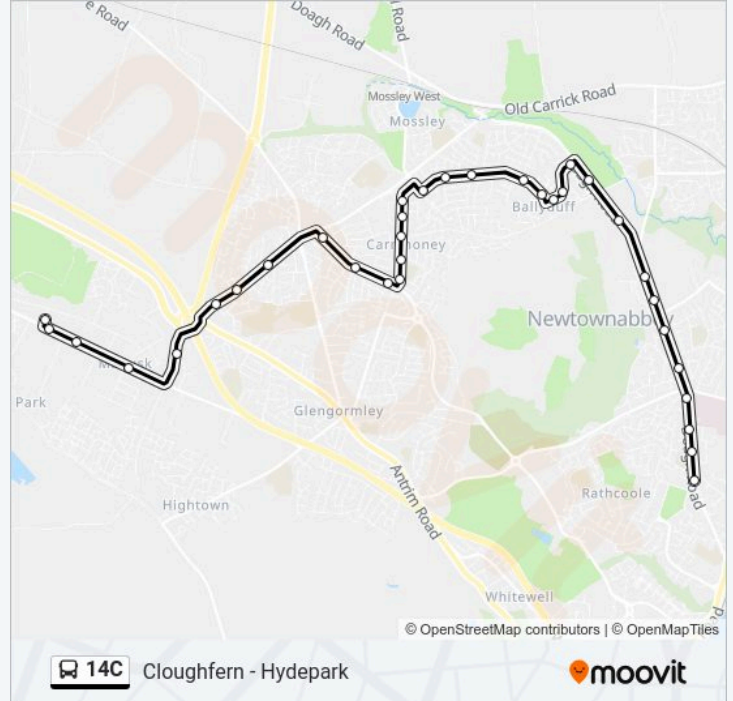 e Road
Doagh Road
l Road
Mossley West
Old Carrick Road
Mossley
Ballyduff
Carnmoney
Newtownabbey
Park
Glengormley
Antrim Road
Rathcoole
Hightown
Whitewell
© OpenStreetMap contributors | © OpenMapTiles
14C Cloughfern - Hydepark moovit